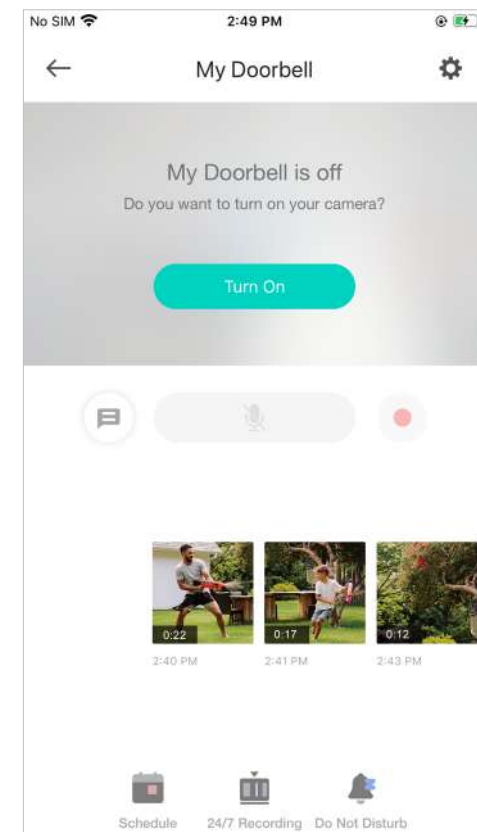 No SIM 2:49 PM
My Doorbell
My Doorbell is off
Do you want to turn on your camera?
Turn On
0:22 0:17 0:12
2:40 PM 2:41 PM 2:43 PM
Schedule 24/7 Recording Do Not Disturb